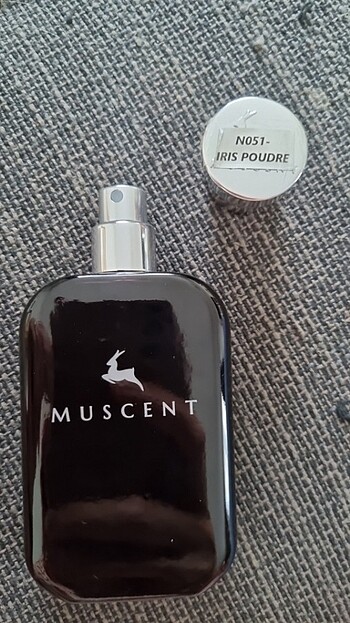 N051-
IRIS POUDRE
MUSCENT